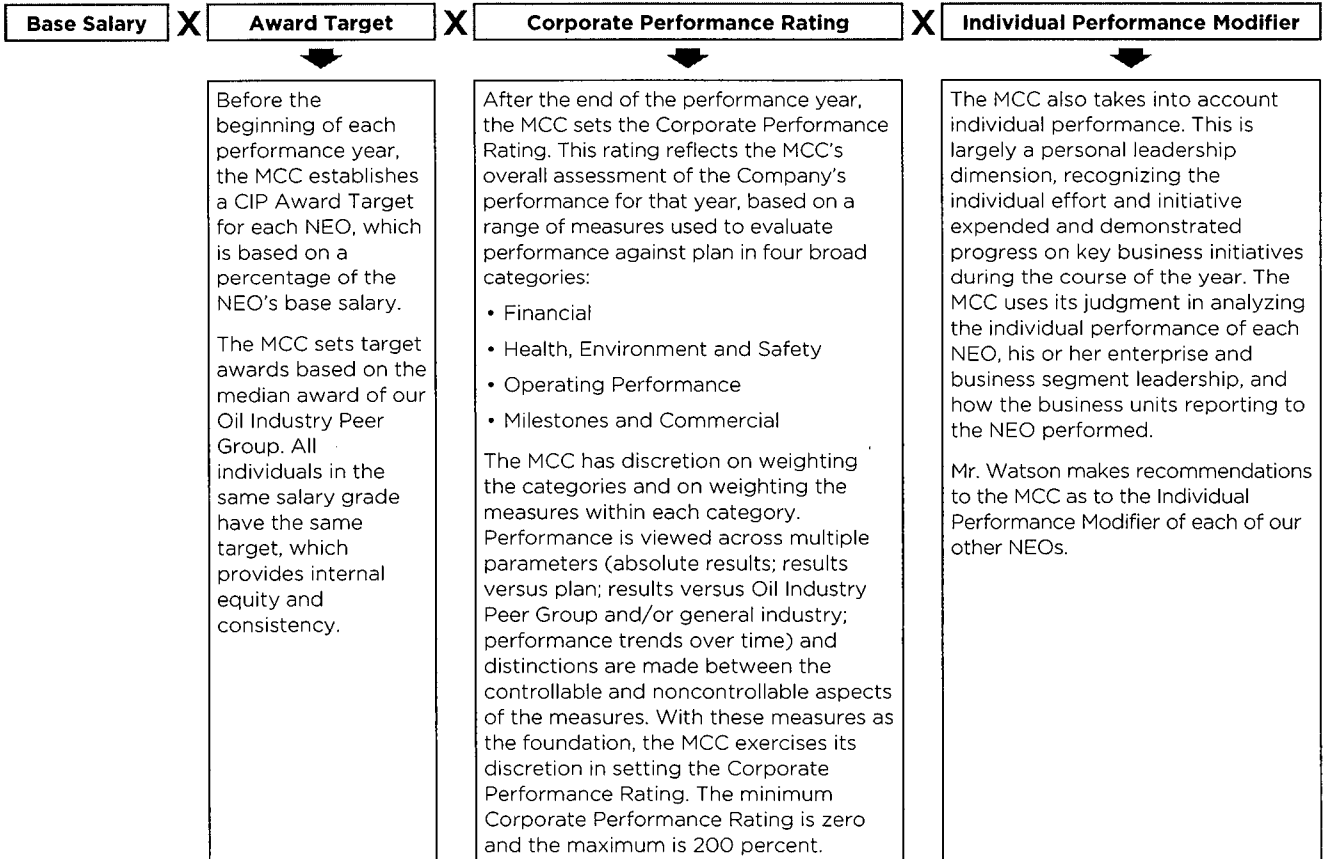 Base Salary X Award Target X Corporate Performance Rating X Individual Performance Modifier
Before the
beginning of each
performance year,
the MCC establishes
a CIP Award Target
for each NEO, which
is based on a
percentage of the
NEO's base salary.
The MCC sets target
awards based on the
median award of our
Oil Industry Peer
Group. All
individuals in the
same salary grade
have the same
target, which
provides internal
equity and
consistency.
After the end of the performance year,
the MCC sets the Corporate Performance
Rating. This rating reflects the MCC's
overall assessment of the Company's
performance for that year, based on a
range of measures used to evaluate
performance against plan in four broad
categories:
• Financial
• Health, Environment and Safety
• Operating Performance
• Milestones and Commercial
The MCC has discretion on weighting
the categories and on weighting the
measures within each category.
Performance is viewed across multiple
parameters (absolute results; results
versus plan; results versus Oil Industry
Peer Group and/or general industry;
performance trends over time) and
distinctions are made between the
controllable and noncontrollable aspects
of the measures. With these measures as
the foundation, the MCC exercises its
discretion in setting the Corporate
Performance Rating. The minimum
Corporate Performance Rating is zero
and the maximum is 200 percent.
The MCC also takes into account
individual performance. This is
largely a personal leadership
dimension, recognizing the
individual effort and initiative
expended and demonstrated
progress on key business initiatives
during the course of the year. The
MCC uses its judgment in analyzing
the individual performance of each
NEO, his or her enterprise and
business segment leadership, and
how the business units reporting to
the NEO performed.
Mr. Watson makes recommendations
to the MCC as to the Individual
Performance Modifier of each of our
other NEOs.